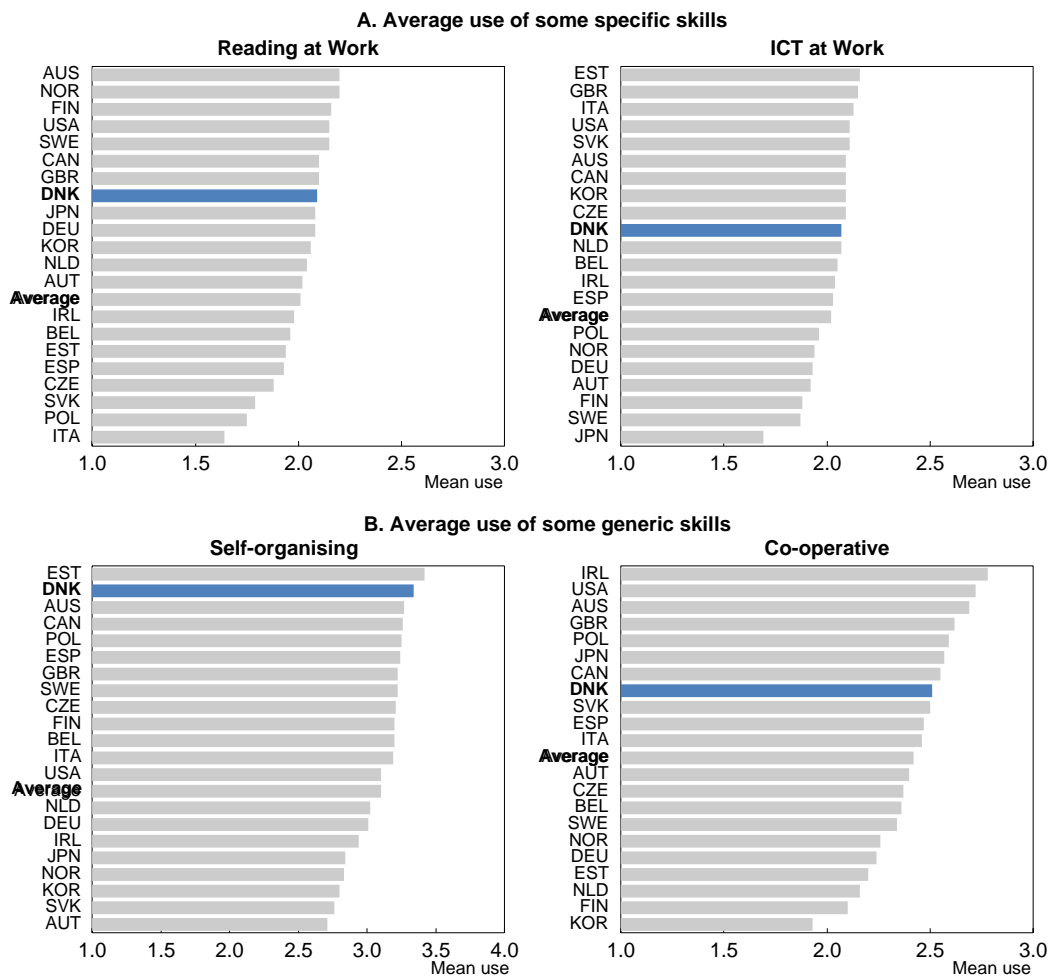 A. Average use of some specific skills
Reading at Work
AUS
NOR
FIN
USA
SWE
CAN
GBR
DNK
JPN
DEU
KOR
NLD
AUT
Average
IRL
BEL
EST
ESP
CZE
SVK
POL
ITA
1.0 1.5 2.0 2.5 3.0
Mean use
ICT at Work
EST
GBR
ITA
USA
SVK
AUS
CAN
KOR
CZE
DNK
NLD
BEL
IRL
ESP
Average
POL
NOR
DEU
AUT
FIN
SWE
JPN
1.0 1.5 2.0 2.5 3.0
Mean use
B. Average use of some generic skills
Self-organising
EST
DNK
AUS
CAN
POL
ESP
GBR
SWE
CZE
FIN
BEL
ITA
USA
Average
NLD
DEU
IRL
JPN
NOR
KOR
SVK
AUT
1.0 1.5 2.0 2.5 3.0 3.5 4.0
Mean use
Co-operative
IRL
USA
AUS
GBR
POL
JPN
CAN
DNK
SVK
ESP
ITA
Average
AUT
CZE
BEL
SWE
NOR
DEU
EST
NLD
FIN
KOR
1.0 1.5 2.0 2.5 3.0
Mean use